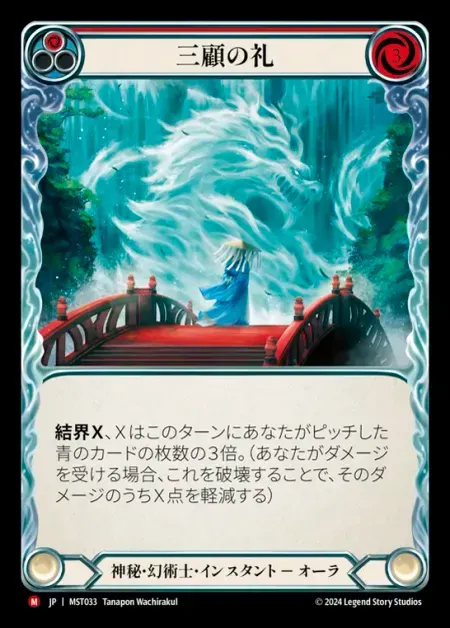 三顧の礼
3
結界X、Xはこのターンにあなたがピッチした
青のカードの枚数の3倍。(あなたがダメージ
を受ける場合、これを破壊することで、そのダ
メージのうちX点を軽減する)
神秘・幻術士・インスタント － オーラ
M JP | MST033 Tanapon Wachirakul © 2024 Legend Story Studios